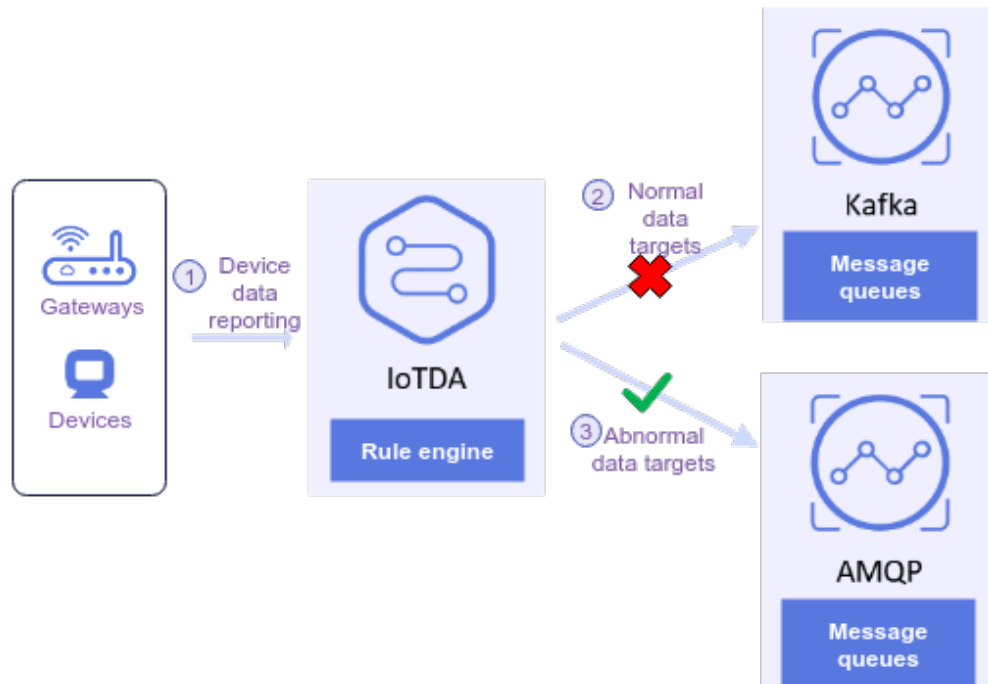 Gateways
Devices
1
Device
data
reporting
IoTDA
Rule engine
2
Normal
data
targets
3
Abnormal
data targets
Kafka
Message
queues
AMQP
Message
queues